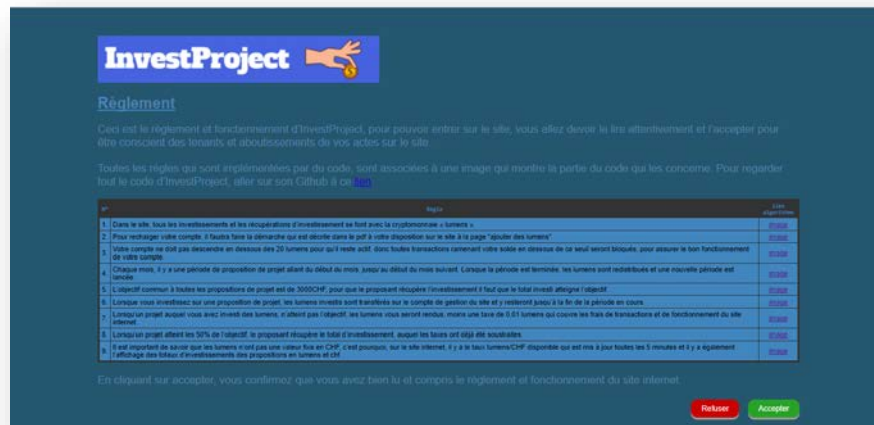 InvestProject
Règlement
Ceci est le règlement et fonctionnement d'InvestProject, pour pouvoir entrer sur le site, vous allez devoir le lire attentivement et l'accepter pour
être conscient des tenants et aboutissements de vos actes sur le site.
Toutes les règles qui sont implémentées par du code, sont associées à une image qui montre la partie du code qui les concerne. Pour regarder
tout le code d'InvestProject, aller sur son Github à ce lien
N° Règle Lien
algorithme
1. Dans le site, tous les investissements et les récupérations d'investissement se font avec la cryptomonnaie « lumens » image
2. Pour recharger votre compte, il faudra faire la démarche qui est décrite dans le pdf à votre disposition sur le site à la page "ajouter des lumens" image
3. Votre compte ne doit pas descendre en dessous des 20 lumens pour qu'il reste actif, donc toutes transactions ramenant votre solde en dessous de ce seuil seront bloqués, pour assurer le bon fonctionnement
de votre compte. image
4. Chaque mois, il y a une période de proposition de projet allant du début du mois, jusqu'au début du mois suivant. Lorsque la période est terminée, les lumens sont redistribués et une nouvelle période est
lancée. image
5. L'objectif commun à toutes les propositions de projet est de 3000CHF, pour que le proposant récupère l'investissement il faut que le total investi atteigne l'objectif. image
6. Lorsque vous investissez sur une proposition de projet, les lumens investis sont transférés sur le compte de gestion du site et y resteront jusqu'à la fin de la période en cours. image
7. Lorsqu'un projet auquel vous avez investi des lumens, n'atteint pas l'objectif, les lumens vous seront rendus, moins une taxe de 0,01 lumens qui couvre les frais de transactions et de fonctionnement du site
internet. image
8. Lorsqu'un projet atteint les 50% de l'objectif, le proposant récupère le total d'investissement, auquel les taxes ont déjà été soustraites. image
9. Il est important de savoir que les lumens n'ont pas une valeur fixe en CHF, c'est pourquoi, sur le site internet, il y a le taux lumens/CHF disponible qui est mis à jour toutes les 5 minutes et il y a également
l'affichage des totaux d'investissements des propositions en lumens et chf. image
En cliquant sur accepter, vous confirmez que vous avez bien lu et compris le règlement et fonctionnement du site internet.
Refuser Accepter